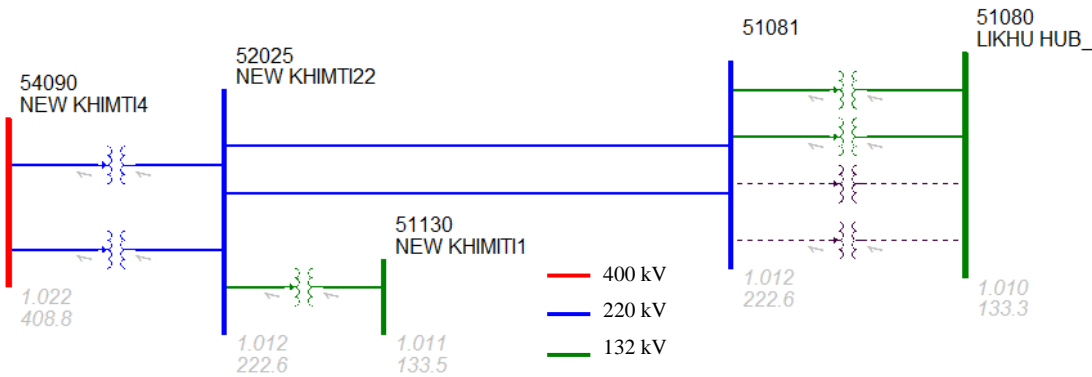 54090
NEW KHIMTI4
52025
NEW KHIMTI22
51081
51080
LIKHU HUB_
51130
NEW KHIMITI1
1.022
408.8
1.012
222.6
1.011
133.5
400 kV
220 kV
132 kV
1.012
222.6
1.010
133.3